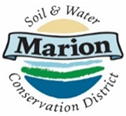 Soil & Water
Marion
Conservation District